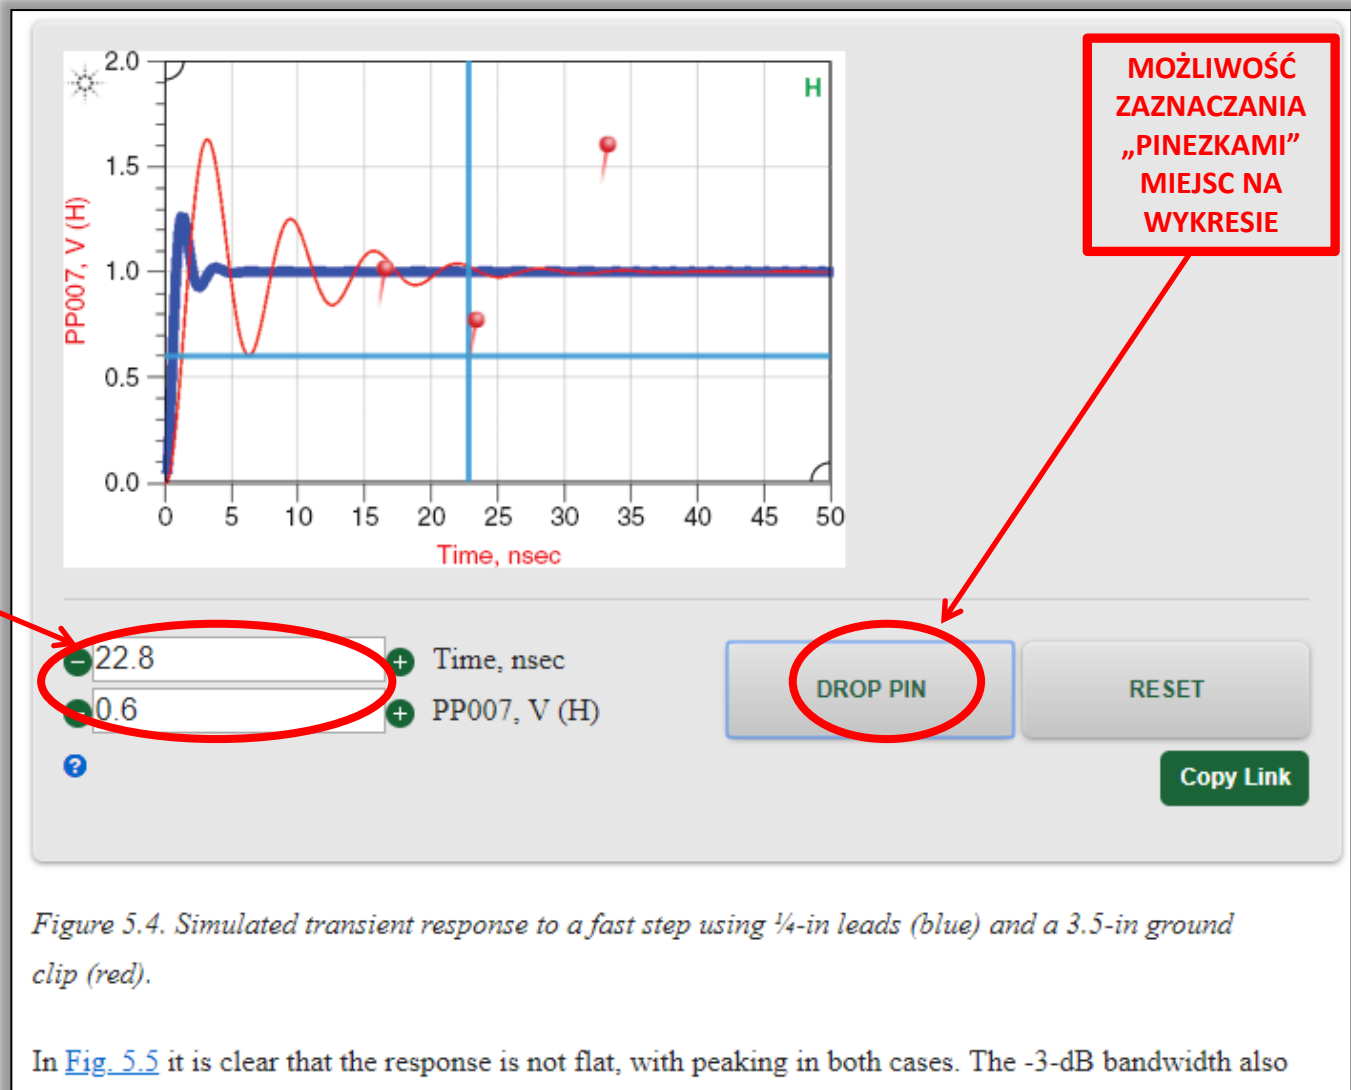 2.0
H
1.5
PP007, V (H)
1.0
0.5
0.0
0 5 10 15 20 25 30 35 40 45 50
Time, nsec
MOŻLIWOŚĆ
ZAZNACZANIA
„PINEZKAMI”
MIEJSC NA
WYKRESIE
22.8 Time, nsec
0.6 PP007, V (H)
DROP PIN
RESET
?
Copy Link
Figure 5.4. Simulated transient response to a fast step using ¼-in leads (blue) and a 3.5-in ground
clip (red).
In Fig. 5.5 it is clear that the response is not flat, with peaking in both cases. The -3-dB bandwidth also